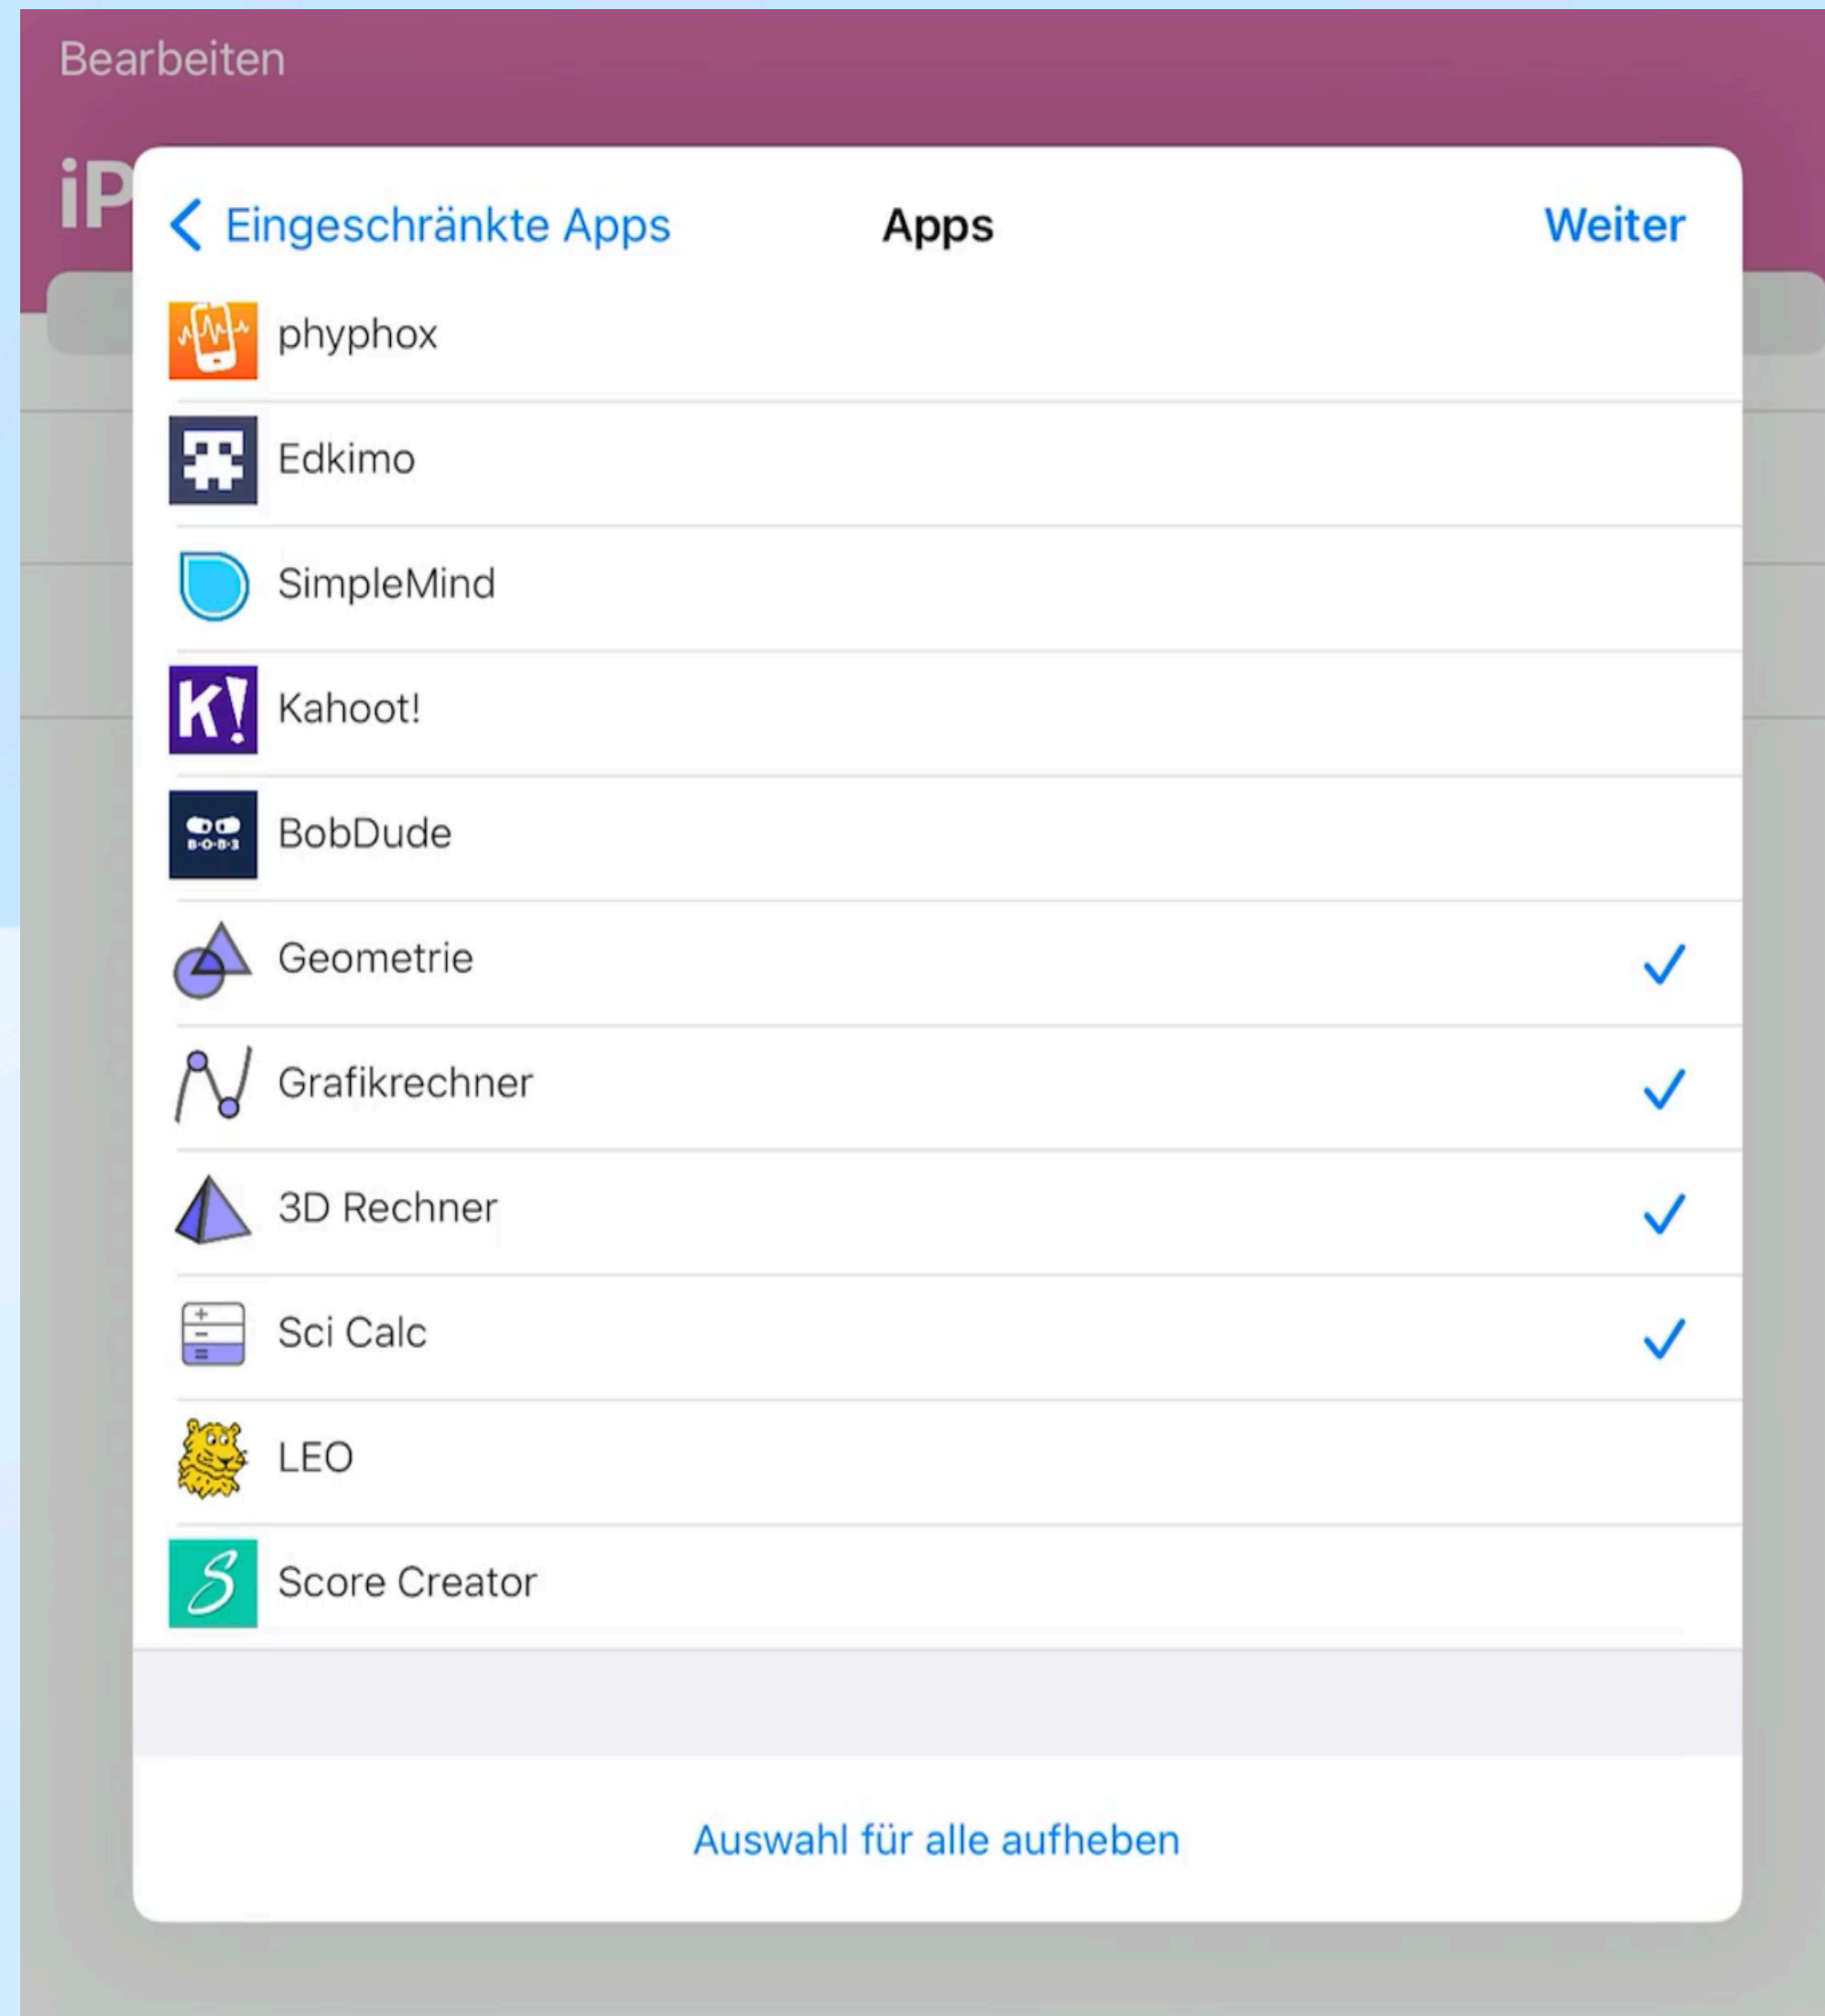 Bearbeiten
iP
Eingeschränkte Apps
Apps
Weiter
phyphox
Edkimo
SimpleMind
K!
Kahoot!
B·O·B·3
BobDude
Geometrie
Grafikrechner
3D Rechner
Sci Calc
LEO
S
Score Creator
Auswahl für alle aufheben